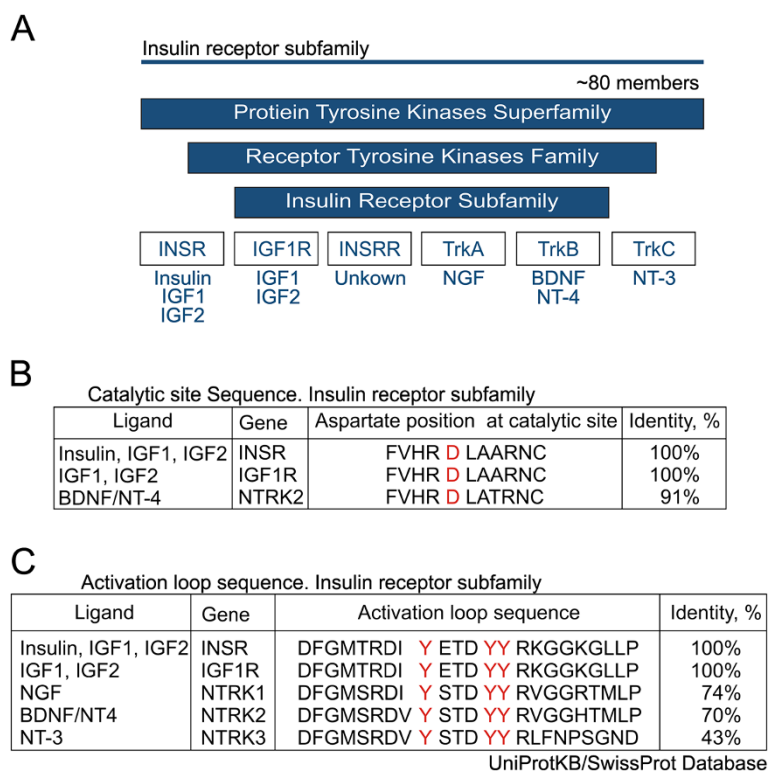 A
Insulin receptor subfamily
~80 members
Protiein Tyrosine Kinases Superfamily
Receptor Tyrosine Kinases Family
Insulin Receptor Subfamily
INSR IGF1R INSRR TrkA TrkB TrkC
Insulin IGF1 Unkown NGF BDNF NT-3
IGF1 IGF2 NT-4
IGF2
B
Catalytic site Sequence. Insulin receptor subfamily
Ligand Gene Aspartate position at catalytic site Identity, %
Insulin, IGF1, IGF2 INSR FVHR D LAARNC 100%
IGF1, IGF2 IGF1R FVHR D LAARNC 100%
BDNF/NT-4 NTRK2 FVHR D LATRNC 91%
C
Activation loop sequence. Insulin receptor subfamily
Ligand Gene Activation loop sequence Identity, %
Insulin, IGF1, IGF2 INSR DFGMTRDI Y ETD YY RKGGKGLLP 100%
IGF1, IGF2 IGF1R DFGMTRDI Y ETD YY RKGGKGLLP 100%
NGF NTRK1 DFGMSRDI Y STD YY RVGGRTMLP 74%
BDNF/NT4 NTRK2 DFGMSRDV Y STD YY RVGGHTMLP 70%
NT-3 NTRK3 DFGMSRDV Y STD YY RLFNPSGND 43%
UniProtKB/SwissProt Database